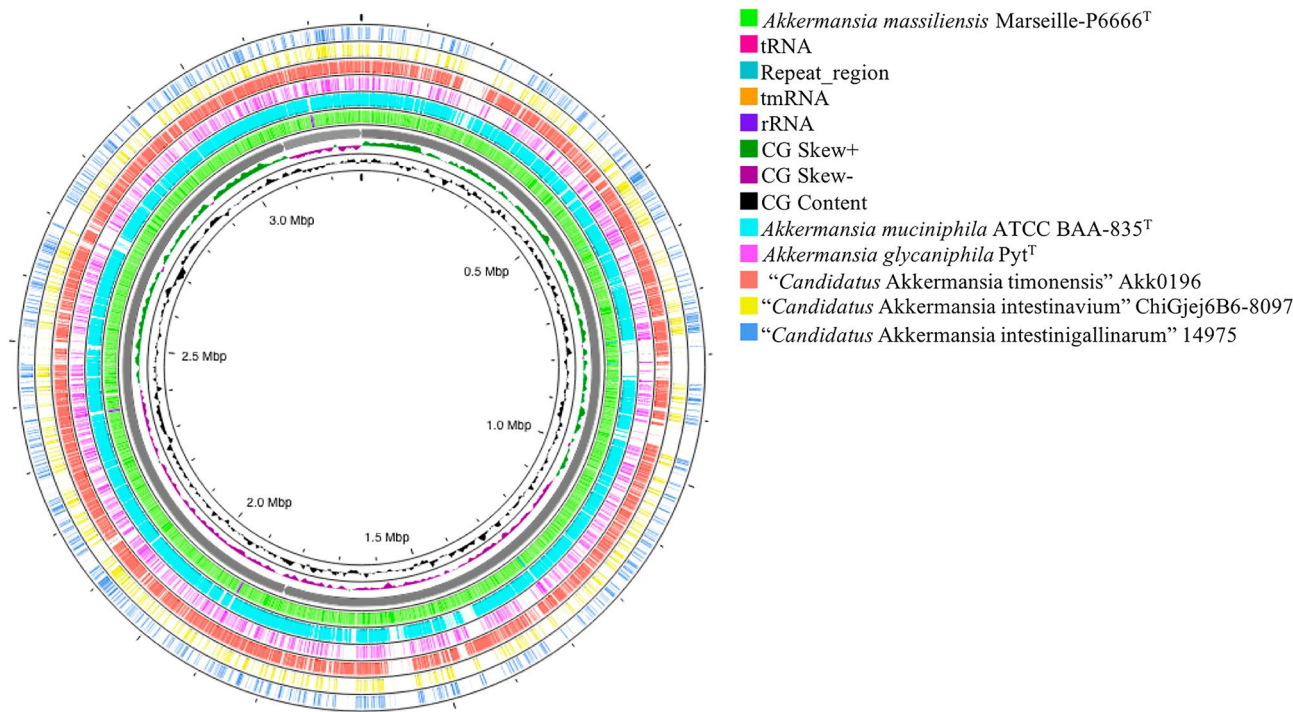 3.0 Mbp
0.5 Mbp
2.5 Mbp
1.0 Mbp
2.0 Mbp
1.5 Mbp
Akkermansia massiliensis Marseille-P6666ᵀ
tRNA
Repeat_region
tmRNA
rRNA
CG Skew+
CG Skew-
CG Content
Akkermansia muciniphila ATCC BAA-835ᵀ
Akkermansia glycaniphila Pytᵀ
“Candidatus Akkermansia timonensis” Akk0196
“Candidatus Akkermansia intestinavium” ChiGjej6B6-8097
“Candidatus Akkermansia intestinigallinarum” 14975